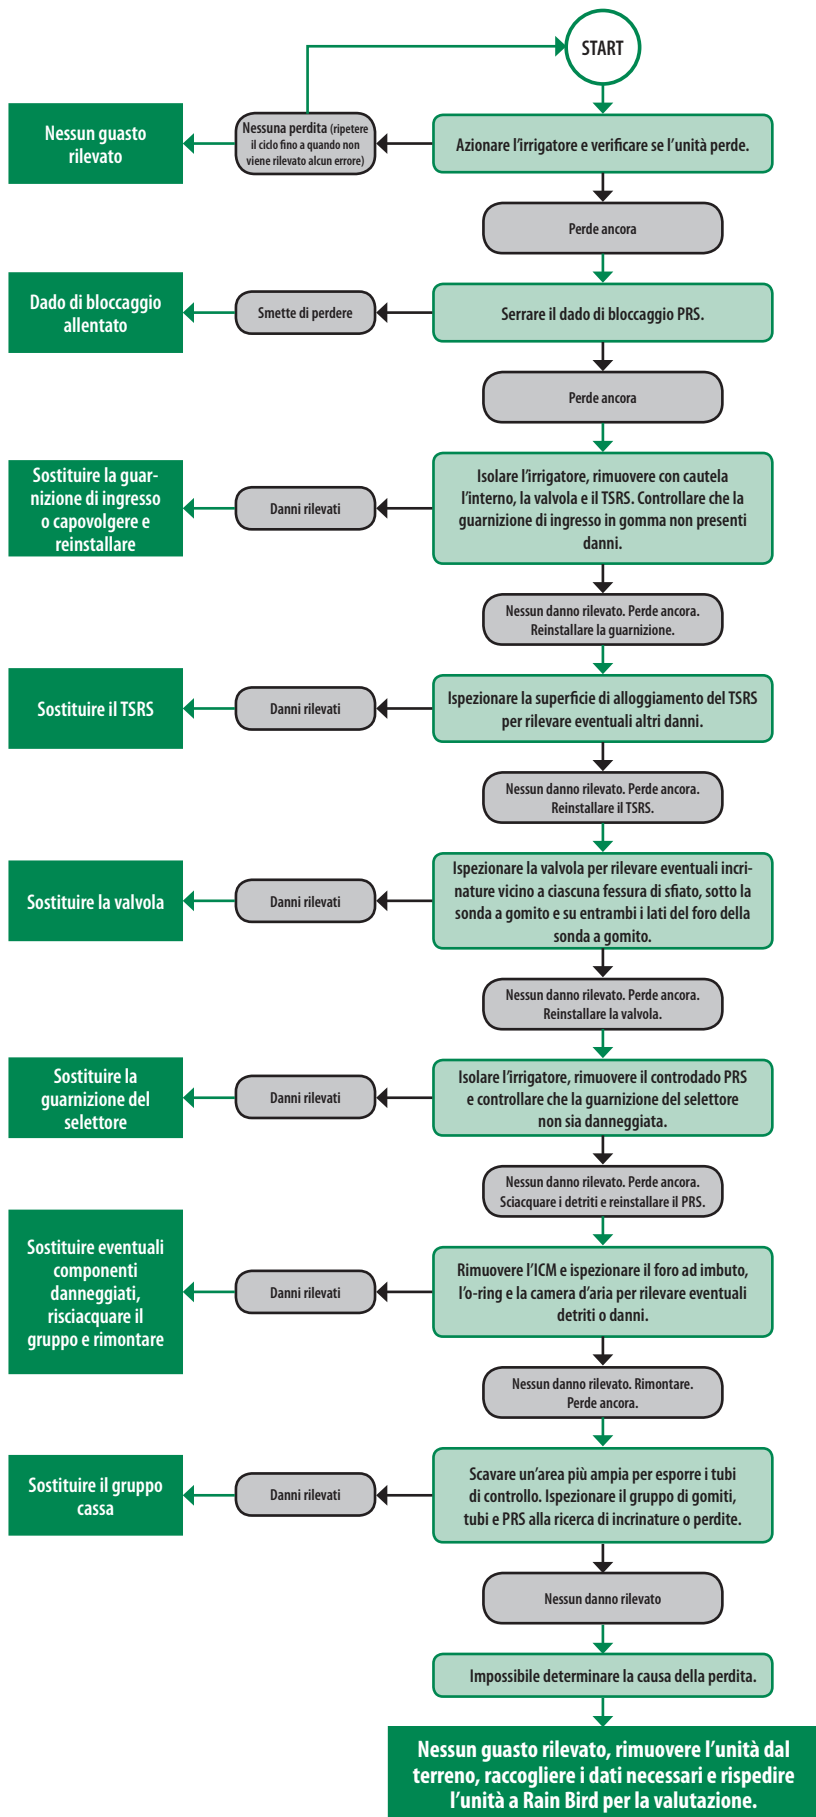 START
Azionare l'irrigatore e verificare se l'unità perde.
Nessuna perdita (ripetere
il ciclo fino a quando non
viene rilevato alcun errore)
Nessun guasto
rilevato
Perde ancora
Serrare il dado di bloccaggio PRS.
Smette di perdere
Dado di bloccaggio
allentato
Perde ancora
Isolare l'irrigatore, rimuovere con cautela
l'interno, la valvola e il TSRS. Controllare che la
guarnizione di ingresso in gomma non presenti
danni.
Danni rilevati
Sostituire la guar-
nizione di ingresso
o capovolgere e
reinstallare
Nessun danno rilevato. Perde ancora.
Reinstallare la guarnizione.
Ispezionare la superficie di alloggiamento del TSRS
per rilevare eventuali altri danni.
Danni rilevati
Sostituire il TSRS
Nessun danno rilevato. Perde ancora.
Reinstallare il TSRS.
Ispezionare la valvola per rilevare eventuali incri-
nature vicino a ciascuna fessura di sfiato, sotto la
sonda a gomito e su entrambi i lati del foro della
sonda a gomito.
Danni rilevati
Sostituire la valvola
Nessun danno rilevato. Perde ancora.
Reinstallare la valvola.
Isolare l'irrigatore, rimuovere il controdado PRS
e controllare che la guarnizione del selettore
non sia danneggiata.
Danni rilevati
Sostituire la
guarnizione del
selettore
Nessun danno rilevato. Perde ancora.
Sciacquare i detriti e reinstallare il PRS.
Rimuovere l'ICM e ispezionare il foro ad imbuto,
l'o-ring e la camera d'aria per rilevare eventuali
detriti o danni.
Danni rilevati
Sostituire eventuali
componenti
danneggiati,
risciacquare il
gruppo e rimontare
Nessun danno rilevato. Rimontare.
Perde ancora.
Scavare un'area più ampia per esporre i tubi
di controllo. Ispezionare il gruppo di gomiti,
tubi e PRS alla ricerca di incrinature o perdite.
Danni rilevati
Sostituire il gruppo
cassa
Nessun danno rilevato
Impossibile determinare la causa della perdita.
Nessun guasto rilevato, rimuovere l'unità dal
terreno, raccogliere i dati necessari e rispedire
l'unità a Rain Bird per la valutazione.